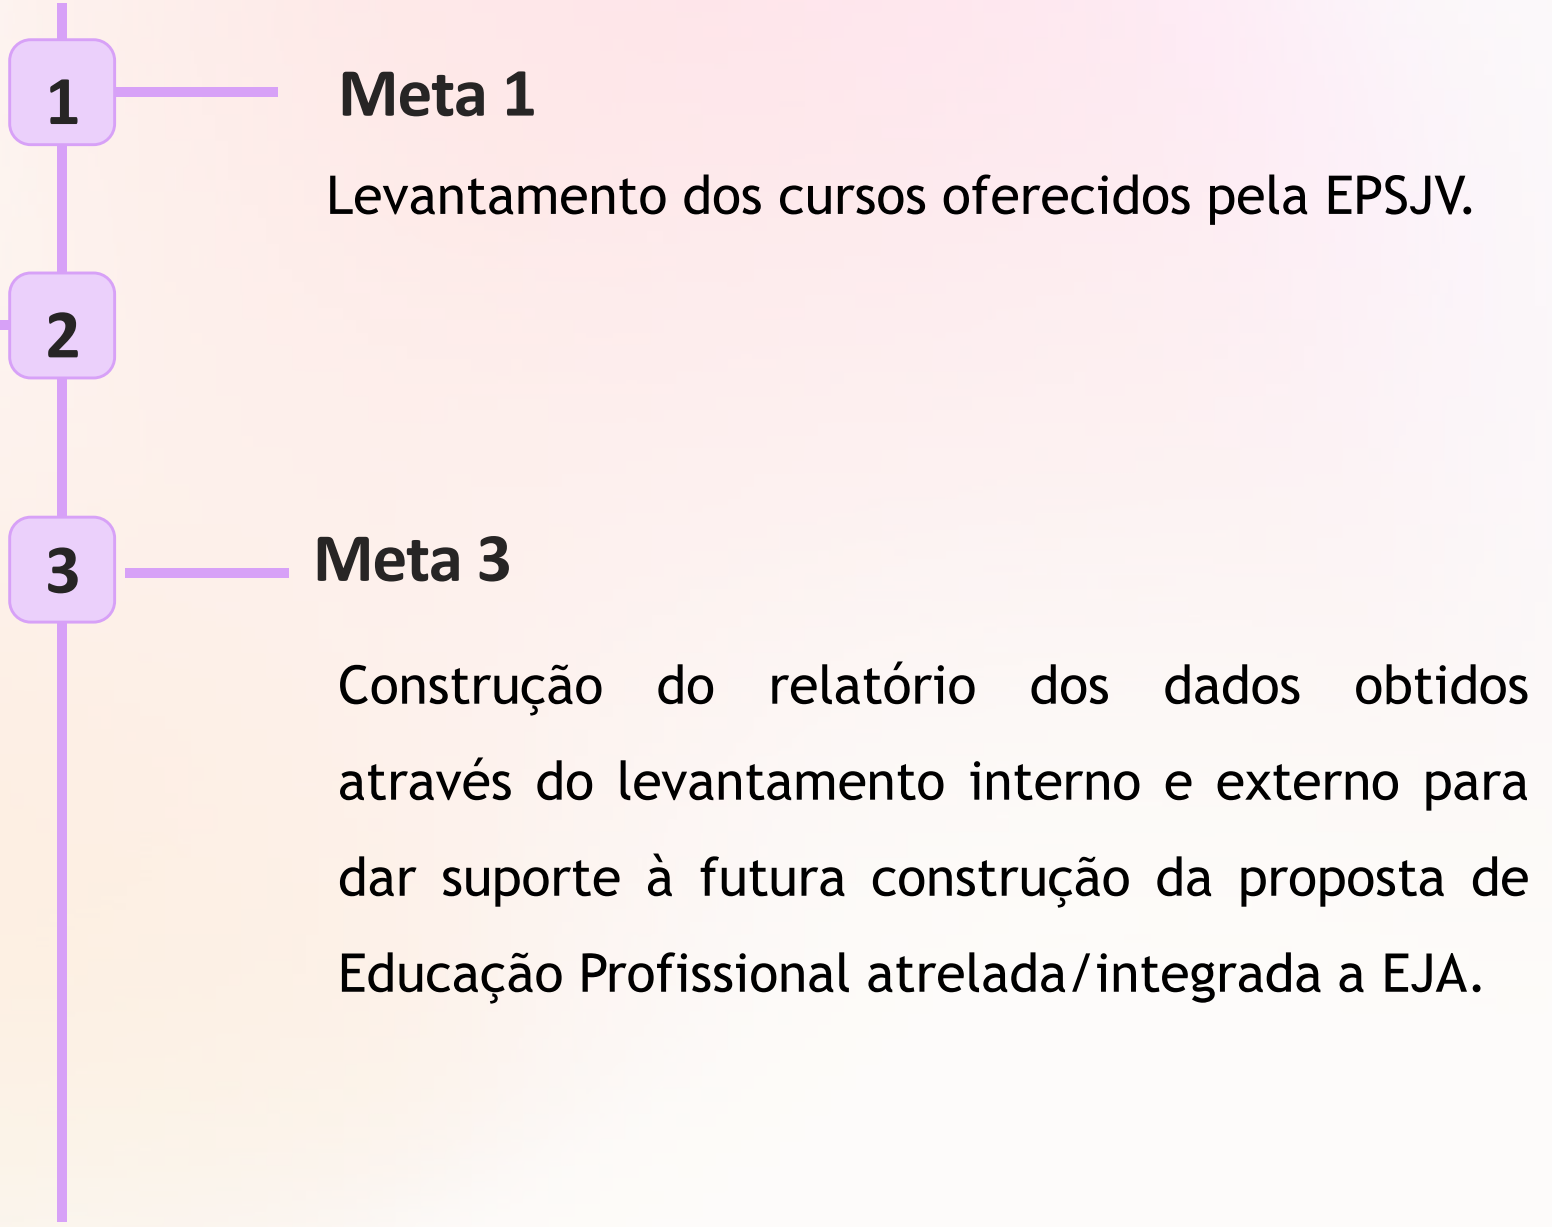 1
Meta 1
Levantamento dos cursos oferecidos pela EPSJV.
2
3
Meta 3
Construção do relatório dos dados obtidos
através do levantamento interno e externo para
dar suporte à futura construção da proposta de
Educação Profissional atrelada/integrada a EJA.